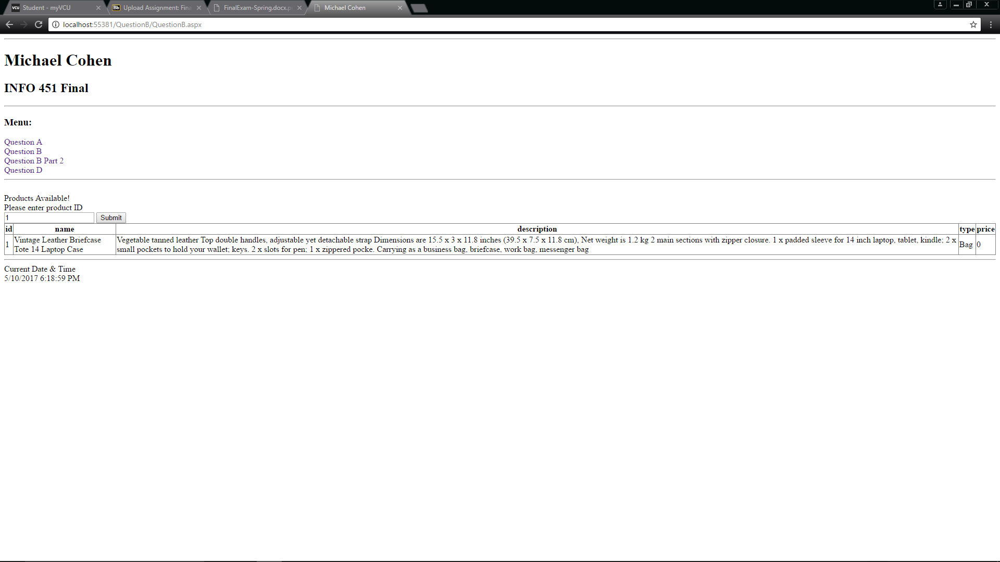 Student - myVCU
Upload Assignment: Fina
FinalExam-Spring.docx.p
Michael Cohen
localhost:55381/QuestionB/QuestionB.aspx
Michael Cohen
INFO 451 Final
Menu:
Question A
Question B
Question B Part 2
Question D
Products Available!
Please enter product ID
1 Submit
id name description type price
1 Vintage Leather Briefcase Tote 14 Laptop Case Vegetable tanned leather Top double handles, adjustable yet detachable strap Dimensions are 15.5 x 3 x 11.8 inches (39.5 x 7.5 x 11.8 cm), Net weight is 1.2 kg 2 main sections with zipper closure. 1 x padded sleeve for 14 inch laptop, tablet, kindle; 2 x small pockets to hold your wallet; keys. 2 x slots for pen; 1 x zippered pocke. Carrying as a business bag, briefcase, work bag, messenger bag Bag 0
Current Date & Time
5/10/2017 6:18:59 PM